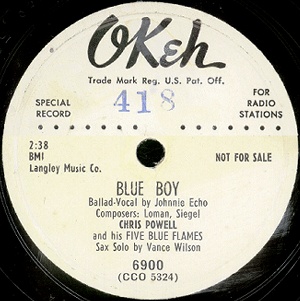 OKeh
Trade Mark Reg. U.S. Pat. Off.
418
SPECIAL
RECORD
FOR
RADIO
STATIONS
2:38
BMI
Langley Music Co.
NOT FOR SALE
BLUE BOY
Ballad-Vocal by Johnnie Echo
Composers: Loman, Siegel
CHRIS POWELL
and his FIVE BLUE FLAMES
Sax Solo by Vance Wilson
6900
(CCO 5324)